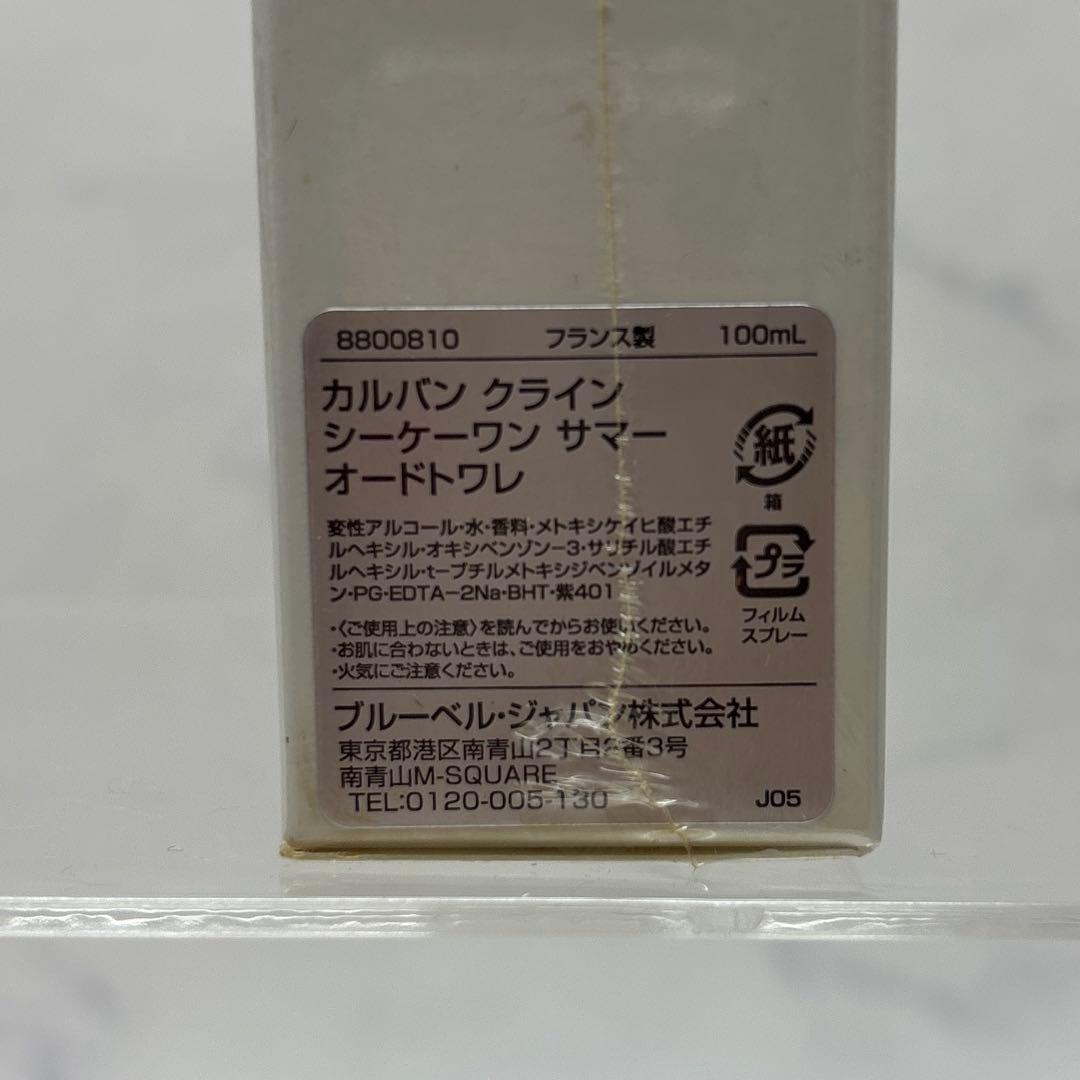 8800810 フランス製 100mL
カルバン クライン
シーケーワン サマー
オードトワレ
変性アルコール・水・香料・メトキシケイヒ酸エチ
ルヘキシル・オキシベンゾン-3・サリチル酸エチ
ルヘキシル・t-ブチルメトキシジベンゾイルメタ
ン・PG・EDTA-2Na・BHT・紫401
・〈ご使用上の注意〉を読んでからお使いください。
・お肌に合わないときは、ご使用をおやめください。
・火気にご注意ください。
紙
箱
プラ
フィルム
スプレー
ブルーベル・ジャパン株式会社
東京都港区南青山2丁目2番3号
南青山M-SQUARE
TEL:0120-005-130 J05